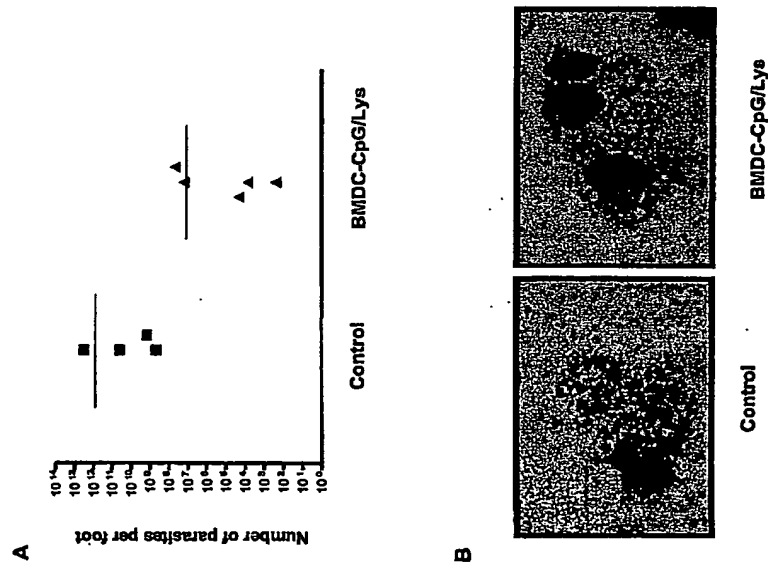 A
Number of parasites per foot
10 14
10 13
10 12
10 11
10 10
10 9
10 8
10 7
10 6
10 5
10 4
10 3
10 2
10 1
10 0
Control
BMDC-CpG/Lys
B
Control
BMDC-CpG/Lys